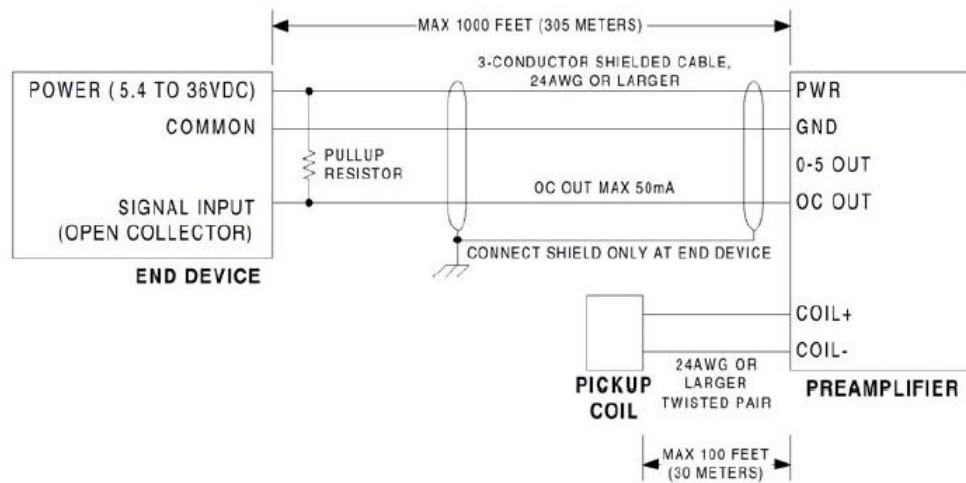 MAX 1000 FEET (305 METERS)
3-CONDUCTOR SHIELDED CABLE,
24AWG OR LARGER
POWER ( 5.4 TO 36VDC)
COMMON
PULLUP
RESISTOR
SIGNAL INPUT
(OPEN COLLECTOR)
END DEVICE
OC OUT MAX 50mA
CONNECT SHIELD ONLY AT END DEVICE
PWR
GND
0-5 OUT
OC OUT
COIL+
COIL-
PREAMPLIFIER
PICKUP
COIL
24AWG OR
LARGER
TWISTED PAIR
MAX 100 FEET
(30 METERS)